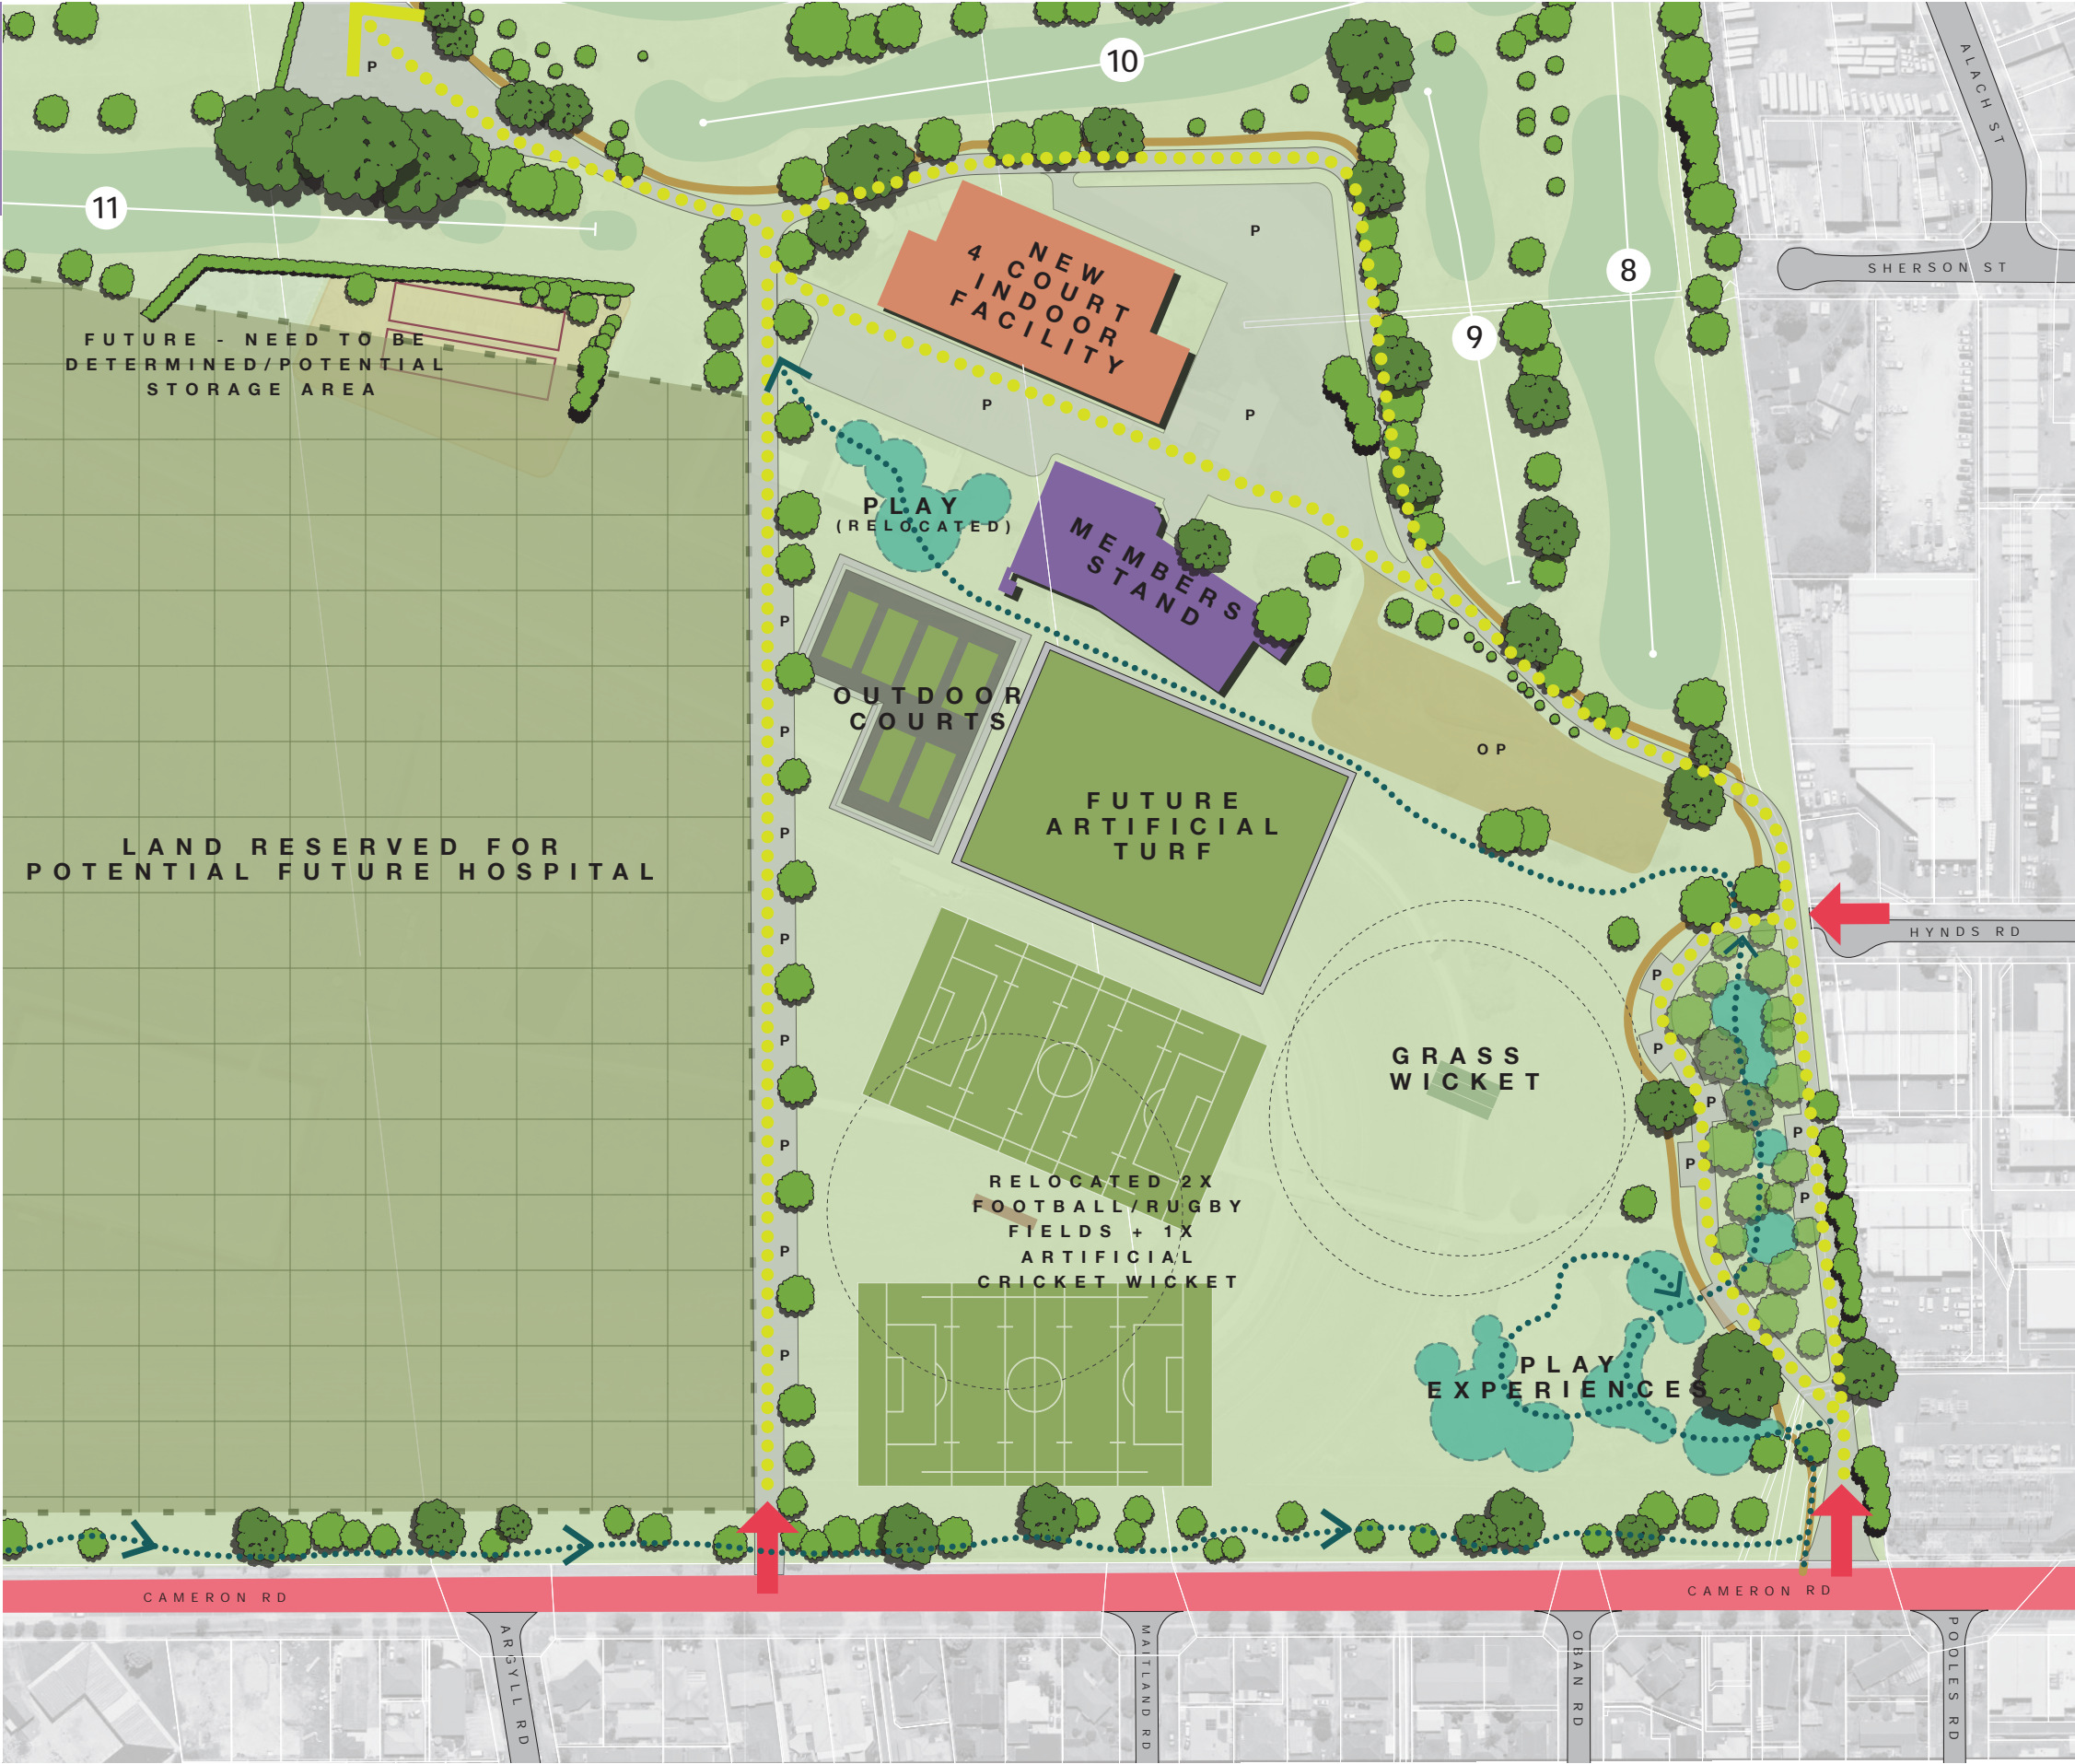 P
10
ALACH ST
11
P
SHERSON ST
8
9
NEW
4 COURT
INDOOR
FACILITY
FUTURE - NEED TO BE
DETERMINED/POTENTIAL
STORAGE AREA
P
P
PLAY
(RELOCATED)
MEMBERS
STAND
P
OUTDOOR
COURTS
P
OP
FUTURE
ARTIFICIAL
TURF
P
LAND RESERVED FOR
POTENTIAL FUTURE HOSPITAL
HYNDS RD
P
P
P
P
GRASS
WICKET
P
P
P
P
P
RELOCATED 2X
FOOTBALL/RUGBY
FIELDS + 1X
ARTIFICIAL
CRICKET WICKET
P
P
P
PLAY
EXPERIENCES
CAMERON RD
CAMERON RD
ARGYLL RD
MAITLAND RD
OBAN RD
POOLES RD